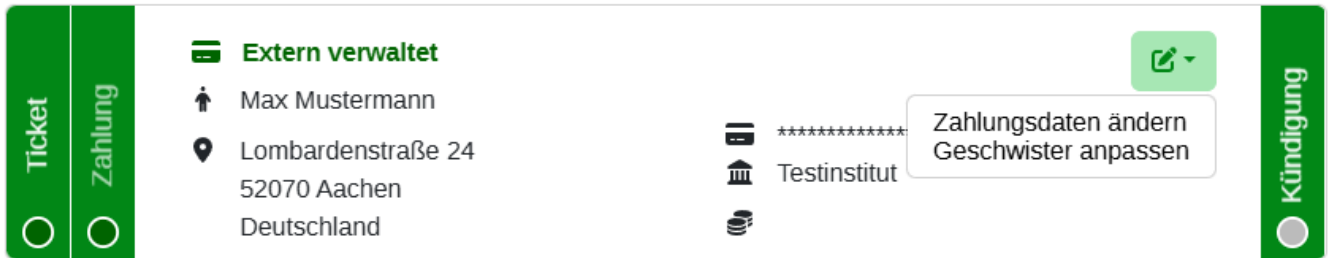 Ticket
Zahlung
Extern verwaltet
Max Mustermann
Lombardenstraße 24
52070 Aachen
Deutschland
*************
Testinstitut
Zahlungsdaten ändern
Geschwister anpassen
Kündigung